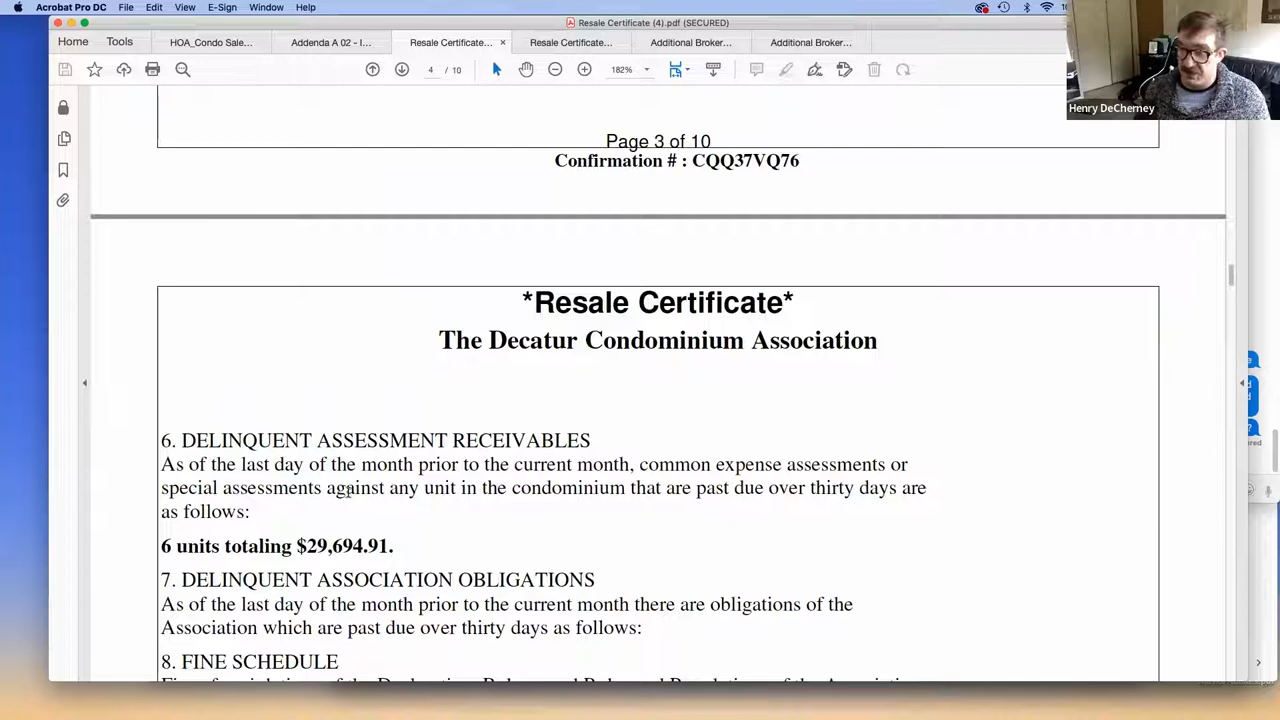 Acrobat Pro DC File Edit View E-Sign Window Help
Resale Certificate (4).pdf (SECURED)
Home Tools HOA_Condo Sale... Addenda A 02 - I... Resale Certificate... × Resale Certificate... Additional Broker... Additional Broker...
4 / 10 182%
Henry DeCherney
Page 3 of 10
Confirmation # : CQQ37VQ76
*Resale Certificate*
The Decatur Condominium Association
6. DELINQUENT ASSESSMENT RECEIVABLES
As of the last day of the month prior to the current month, common expense assessments or
special assessments against any unit in the condominium that are past due over thirty days are
as follows:
6 units totaling $29,694.91.
7. DELINQUENT ASSOCIATION OBLIGATIONS
As of the last day of the month prior to the current month there are obligations of the
Association which are past due over thirty days as follows:
8. FINE SCHEDULE